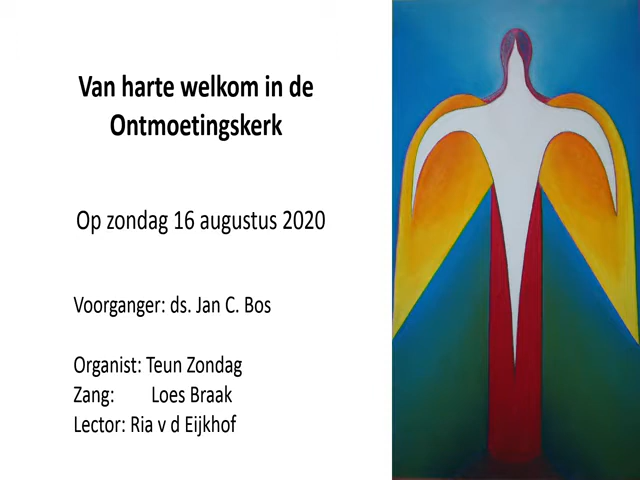 Van harte welkom in de
Ontmoetingskerk
Op zondag 16 augustus 2020
Voorganger: ds. Jan C. Bos
Organist: Teun Zondag
Zang: Loes Braak
Lector: Ria v d Eijkhof